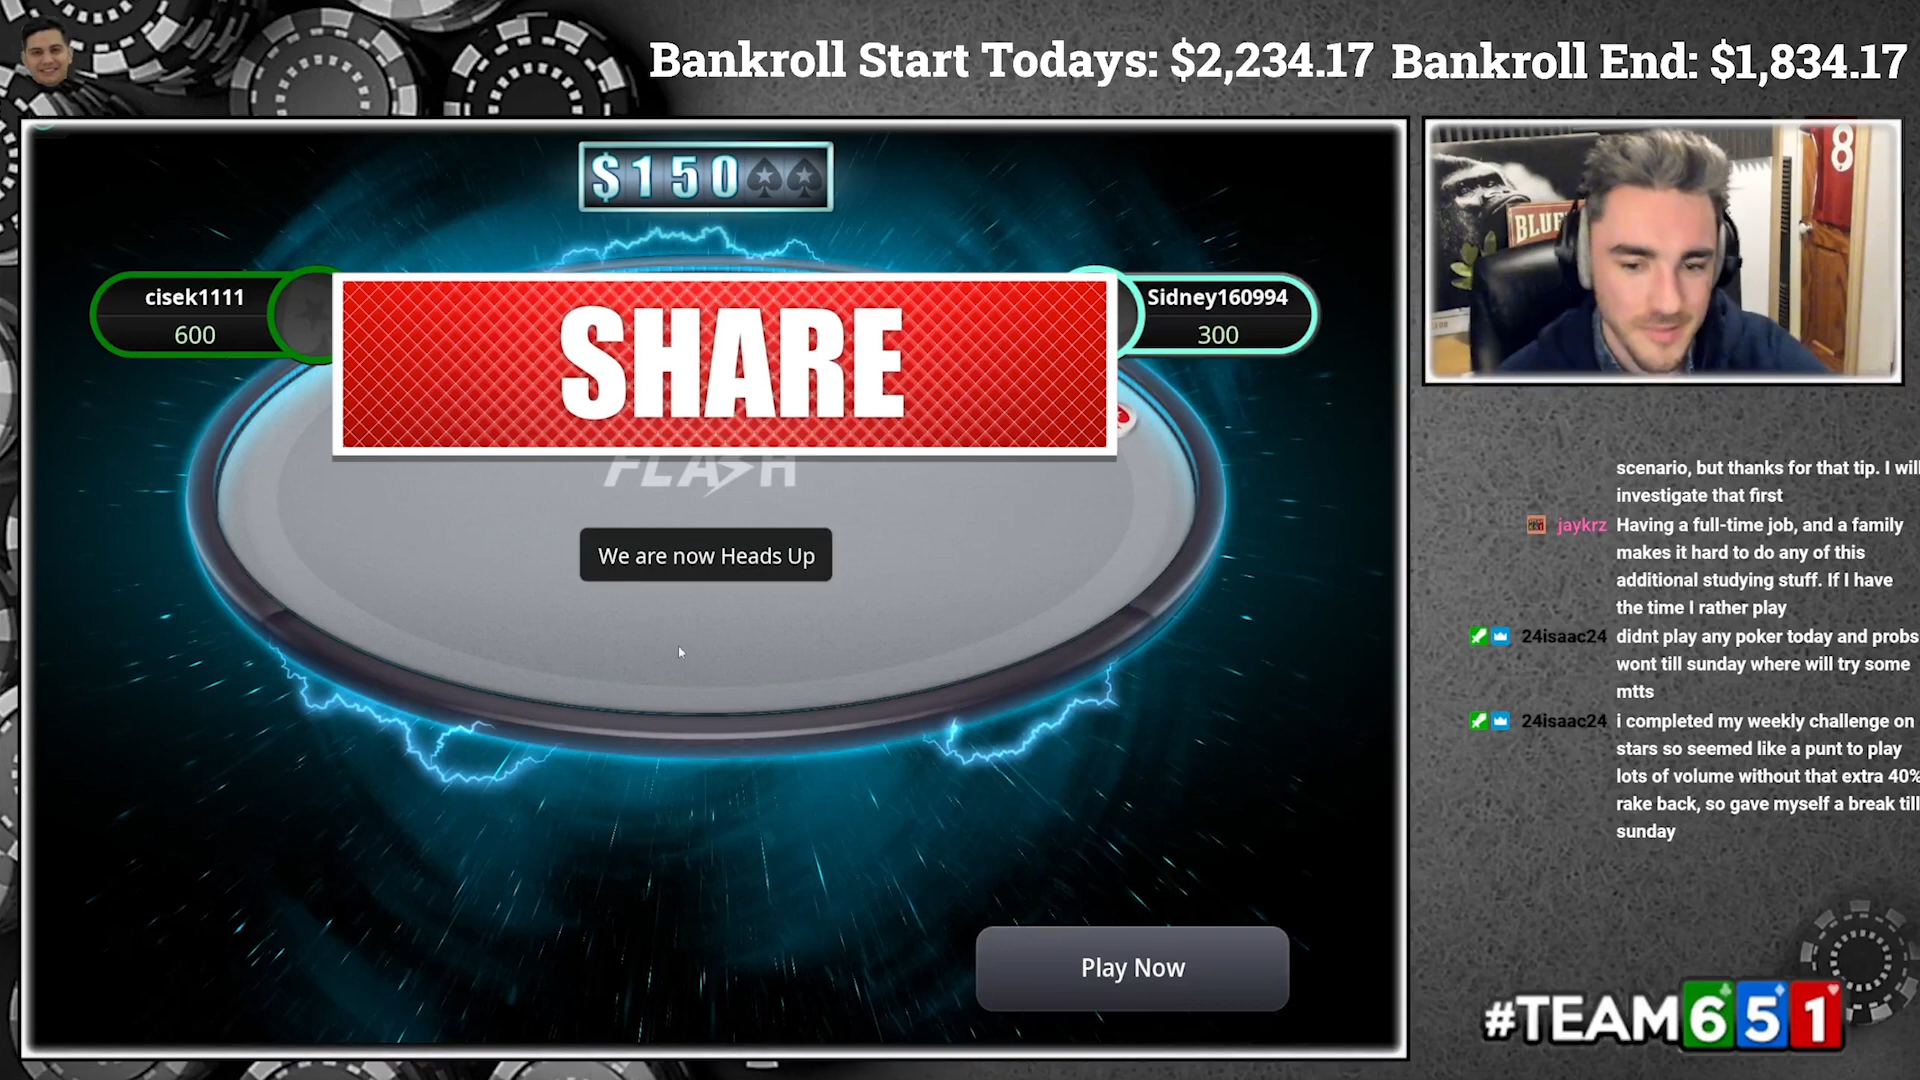 Bankroll Start Todays: $2,234.17 Bankroll End: $1,834.17
$150
cisek1111
600
Sidney160994
300
SHARE
FLASH
We are now Heads Up
Play Now
8
BLUF
scenario, but thanks for that tip. I will
investigate that first
jaykrz Having a full-time job, and a family
makes it hard to do any of this
additional studying stuff. If I have
the time I rather play
24isaac24 didnt play any poker today and probs
wont till sunday where will try some
mtts
24isaac24 i completed my weekly challenge on
stars so seemed like a punt to play
lots of volume without that extra 40%
rake back, so gave myself a break till
sunday
#TEAM651